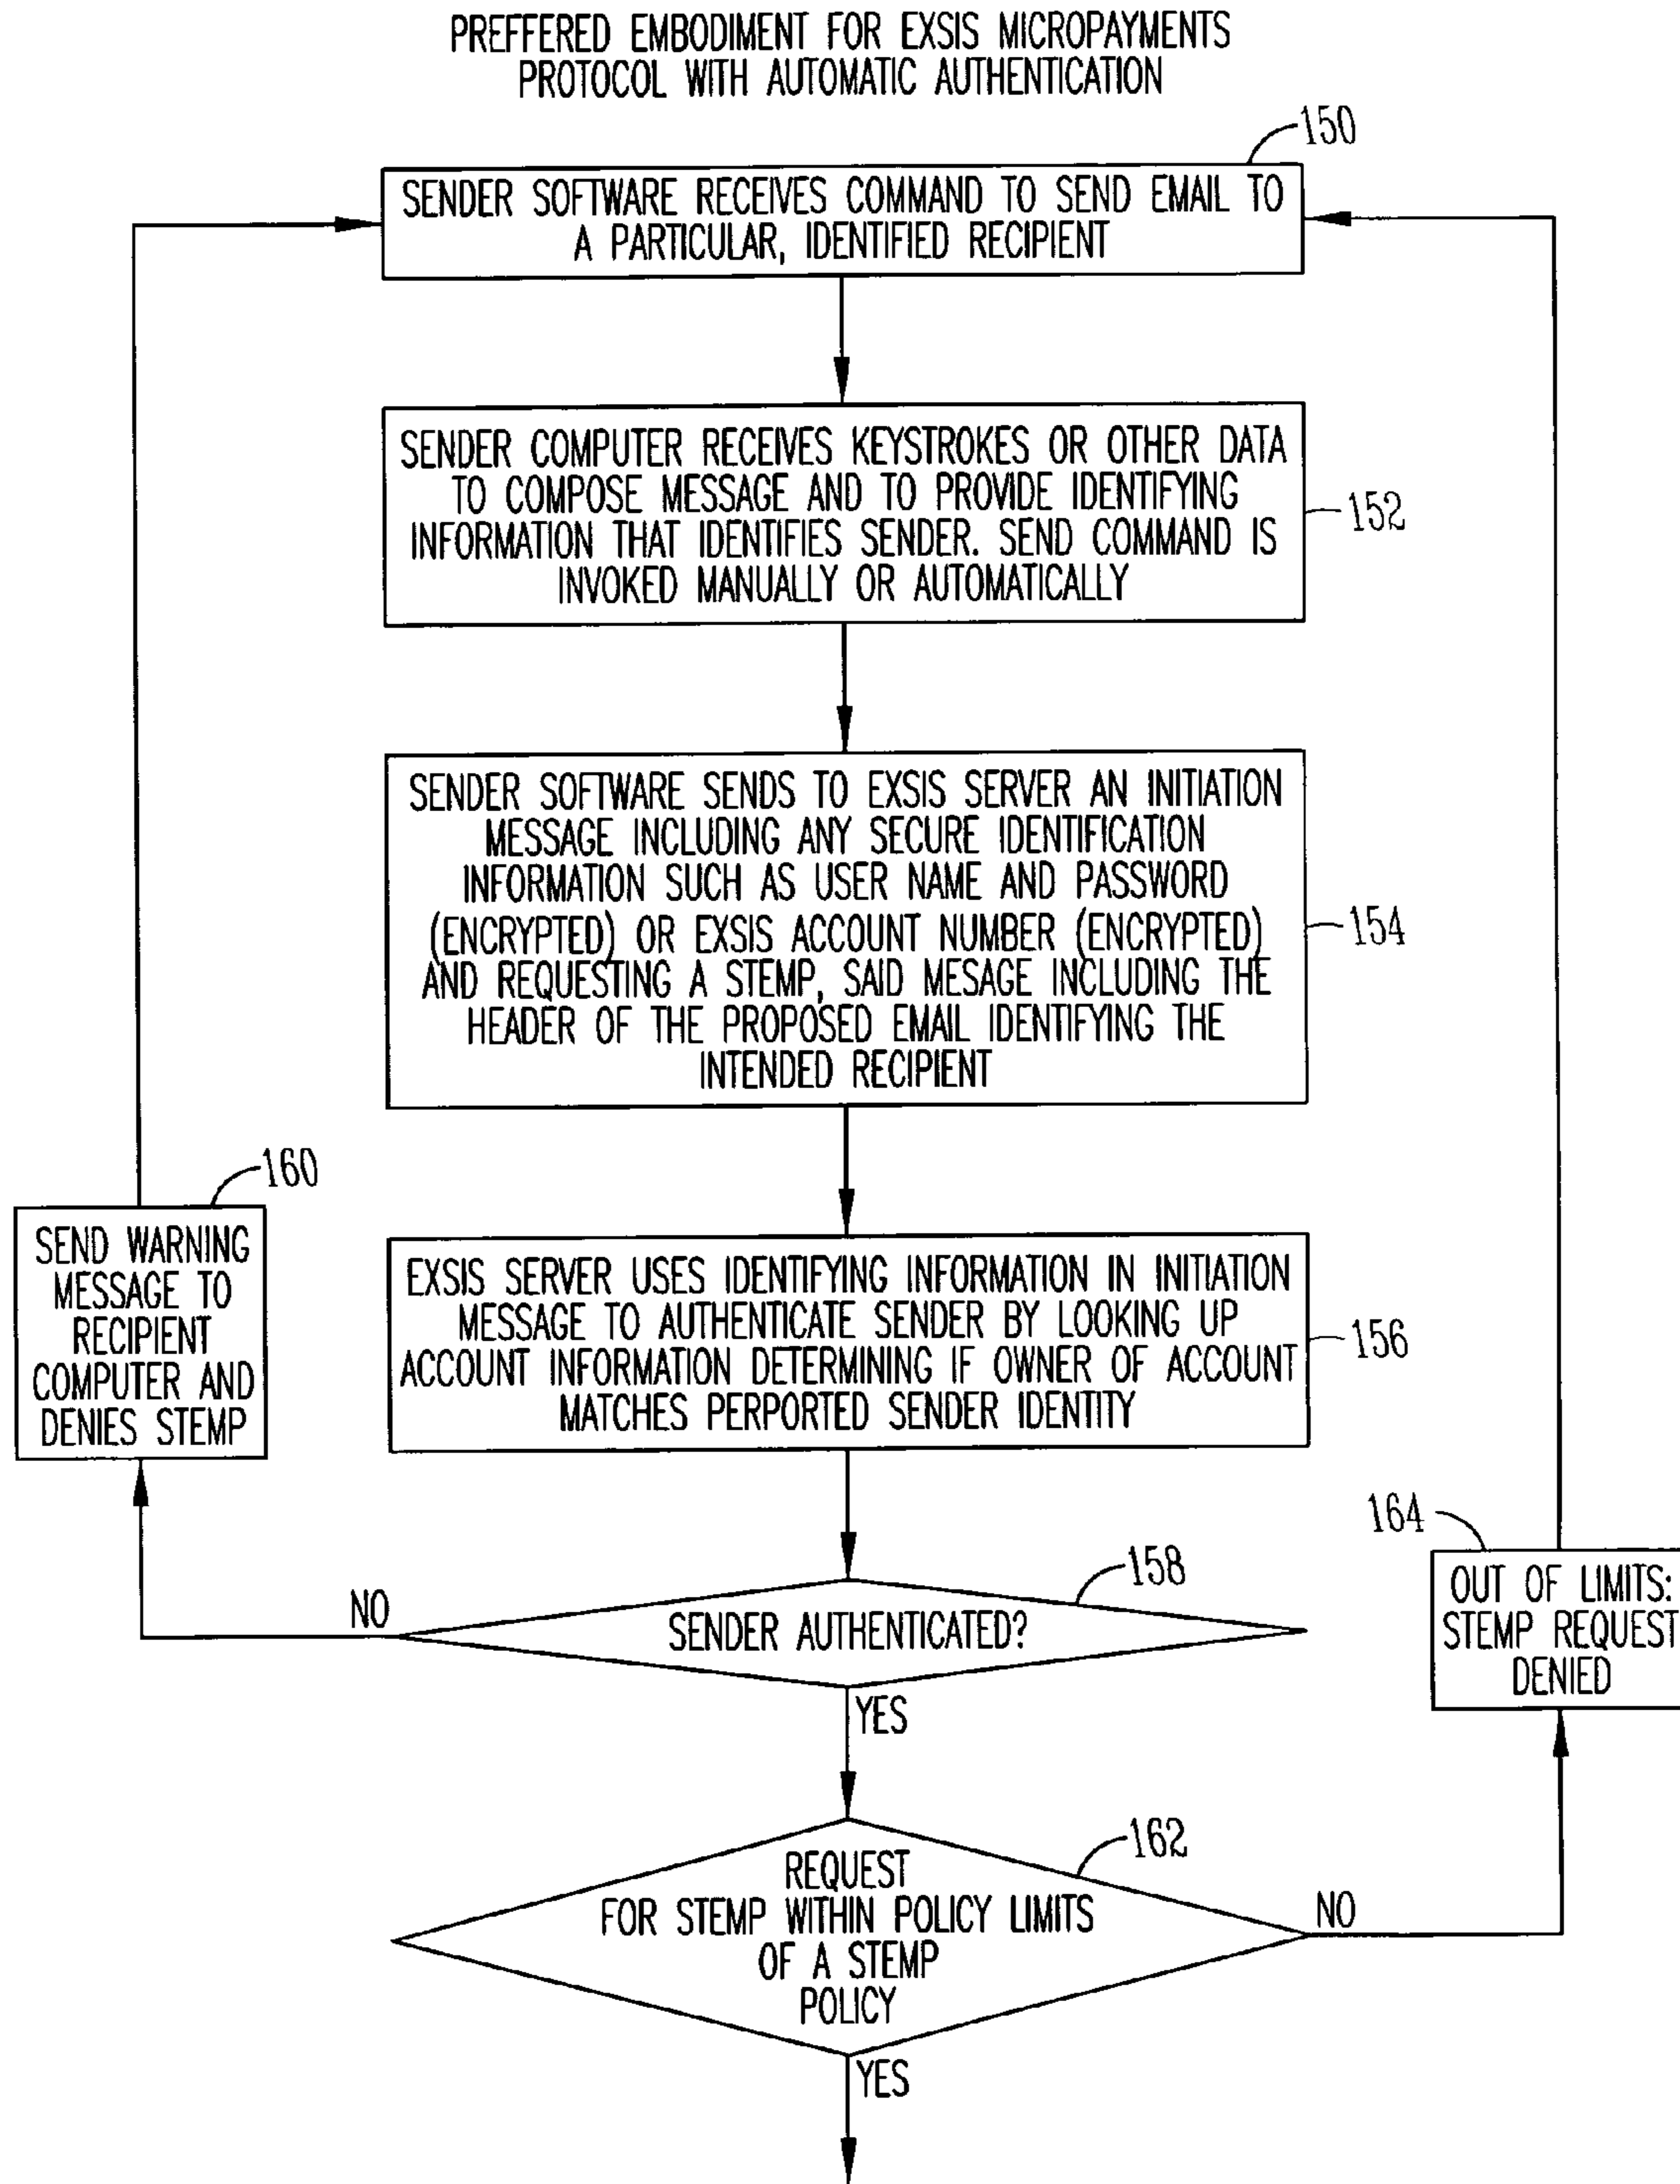 PREFFERED EMBODIMENT FOR EXSIS MICROPAYMENTS
PROTOCOL WITH AUTOMATIC AUTHENTICATION
150
SENDER SOFTWARE RECEIVES COMMAND TO SEND EMAIL TO
A PARTICULAR, IDENTIFIED RECIPIENT
SENDER COMPUTER RECEIVES KEYSTROKES OR OTHER DATA
TO COMPOSE MESSAGE AND TO PROVIDE IDENTIFYING
INFORMATION THAT IDENTIFIES SENDER. SEND COMMAND IS
INVOKED MANUALLY OR AUTOMATICALLY
152
SENDER SOFTWARE SENDS TO EXSIS SERVER AN INITIATION
MESSAGE INCLUDING ANY SECURE IDENTIFICATION
INFORMATION SUCH AS USER NAME AND PASSWORD
(ENCRYPTED) OR EXSIS ACCOUNT NUMBER (ENCRYPTED)
AND REQUESTING A STEMP, SAID MESAGE INCLUDING THE
HEADER OF THE PROPOSED EMAIL IDENTIFYING THE
INTENDED RECIPIENT
154
160
SEND WARNING
MESSAGE TO
RECIPIENT
COMPUTER AND
DENIES STEMP
EXSIS SERVER USES IDENTIFYING INFORMATION IN INITIATION
MESSAGE TO AUTHENTICATE SENDER BY LOOKING UP
ACCOUNT INFORMATION DETERMINING IF OWNER OF ACCOUNT
MATCHES PERPORTED SENDER IDENTITY
156
158
NO
SENDER AUTHENTICATED?
YES
164
OUT OF LIMITS:
STEMP REQUEST
DENIED
162
REQUEST
FOR STEMP WITHIN POLICY LIMITS
OF A STEMP
POLICY
NO
YES